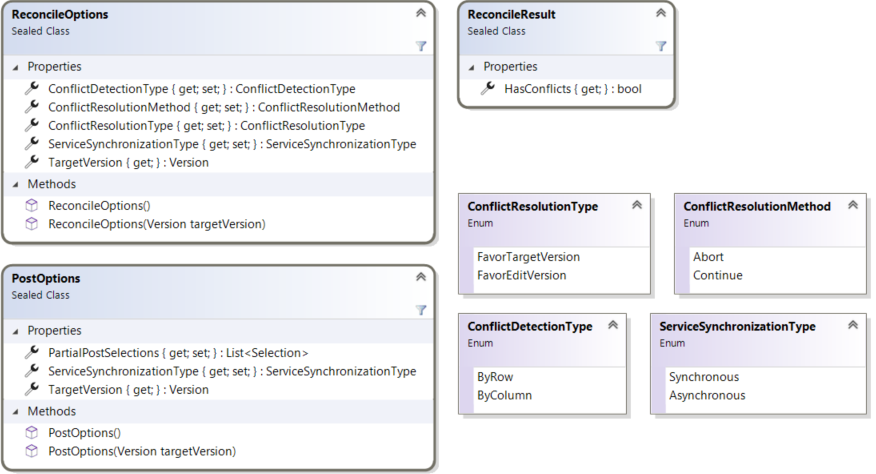 ReconcileOptions
Sealed Class
Properties
ConflictDetectionType { get; set; } : ConflictDetectionType
ConflictResolutionMethod { get; set; } : ConflictResolutionMethod
ConflictResolutionType { get; set; } : ConflictResolutionType
ServiceSynchronizationType { get; set; } : ServiceSynchronizationType
TargetVersion { get; } : Version
Methods
ReconcileOptions()
ReconcileOptions(Version targetVersion)
PostOptions
Sealed Class
Properties
PartialPostSelections { get; set; } : List<Selection>
ServiceSynchronizationType { get; set; } : ServiceSynchronizationType
TargetVersion { get; } : Version
Methods
PostOptions()
PostOptions(Version targetVersion)
ReconcileResult
Sealed Class
Properties
HasConflicts { get; } : bool
ConflictResolutionType
Enum
FavorTargetVersion
FavorEditVersion
ConflictResolutionMethod
Enum
Abort
Continue
ConflictDetectionType
Enum
ByRow
ByColumn
ServiceSynchronizationType
Enum
Synchronous
Asynchronous